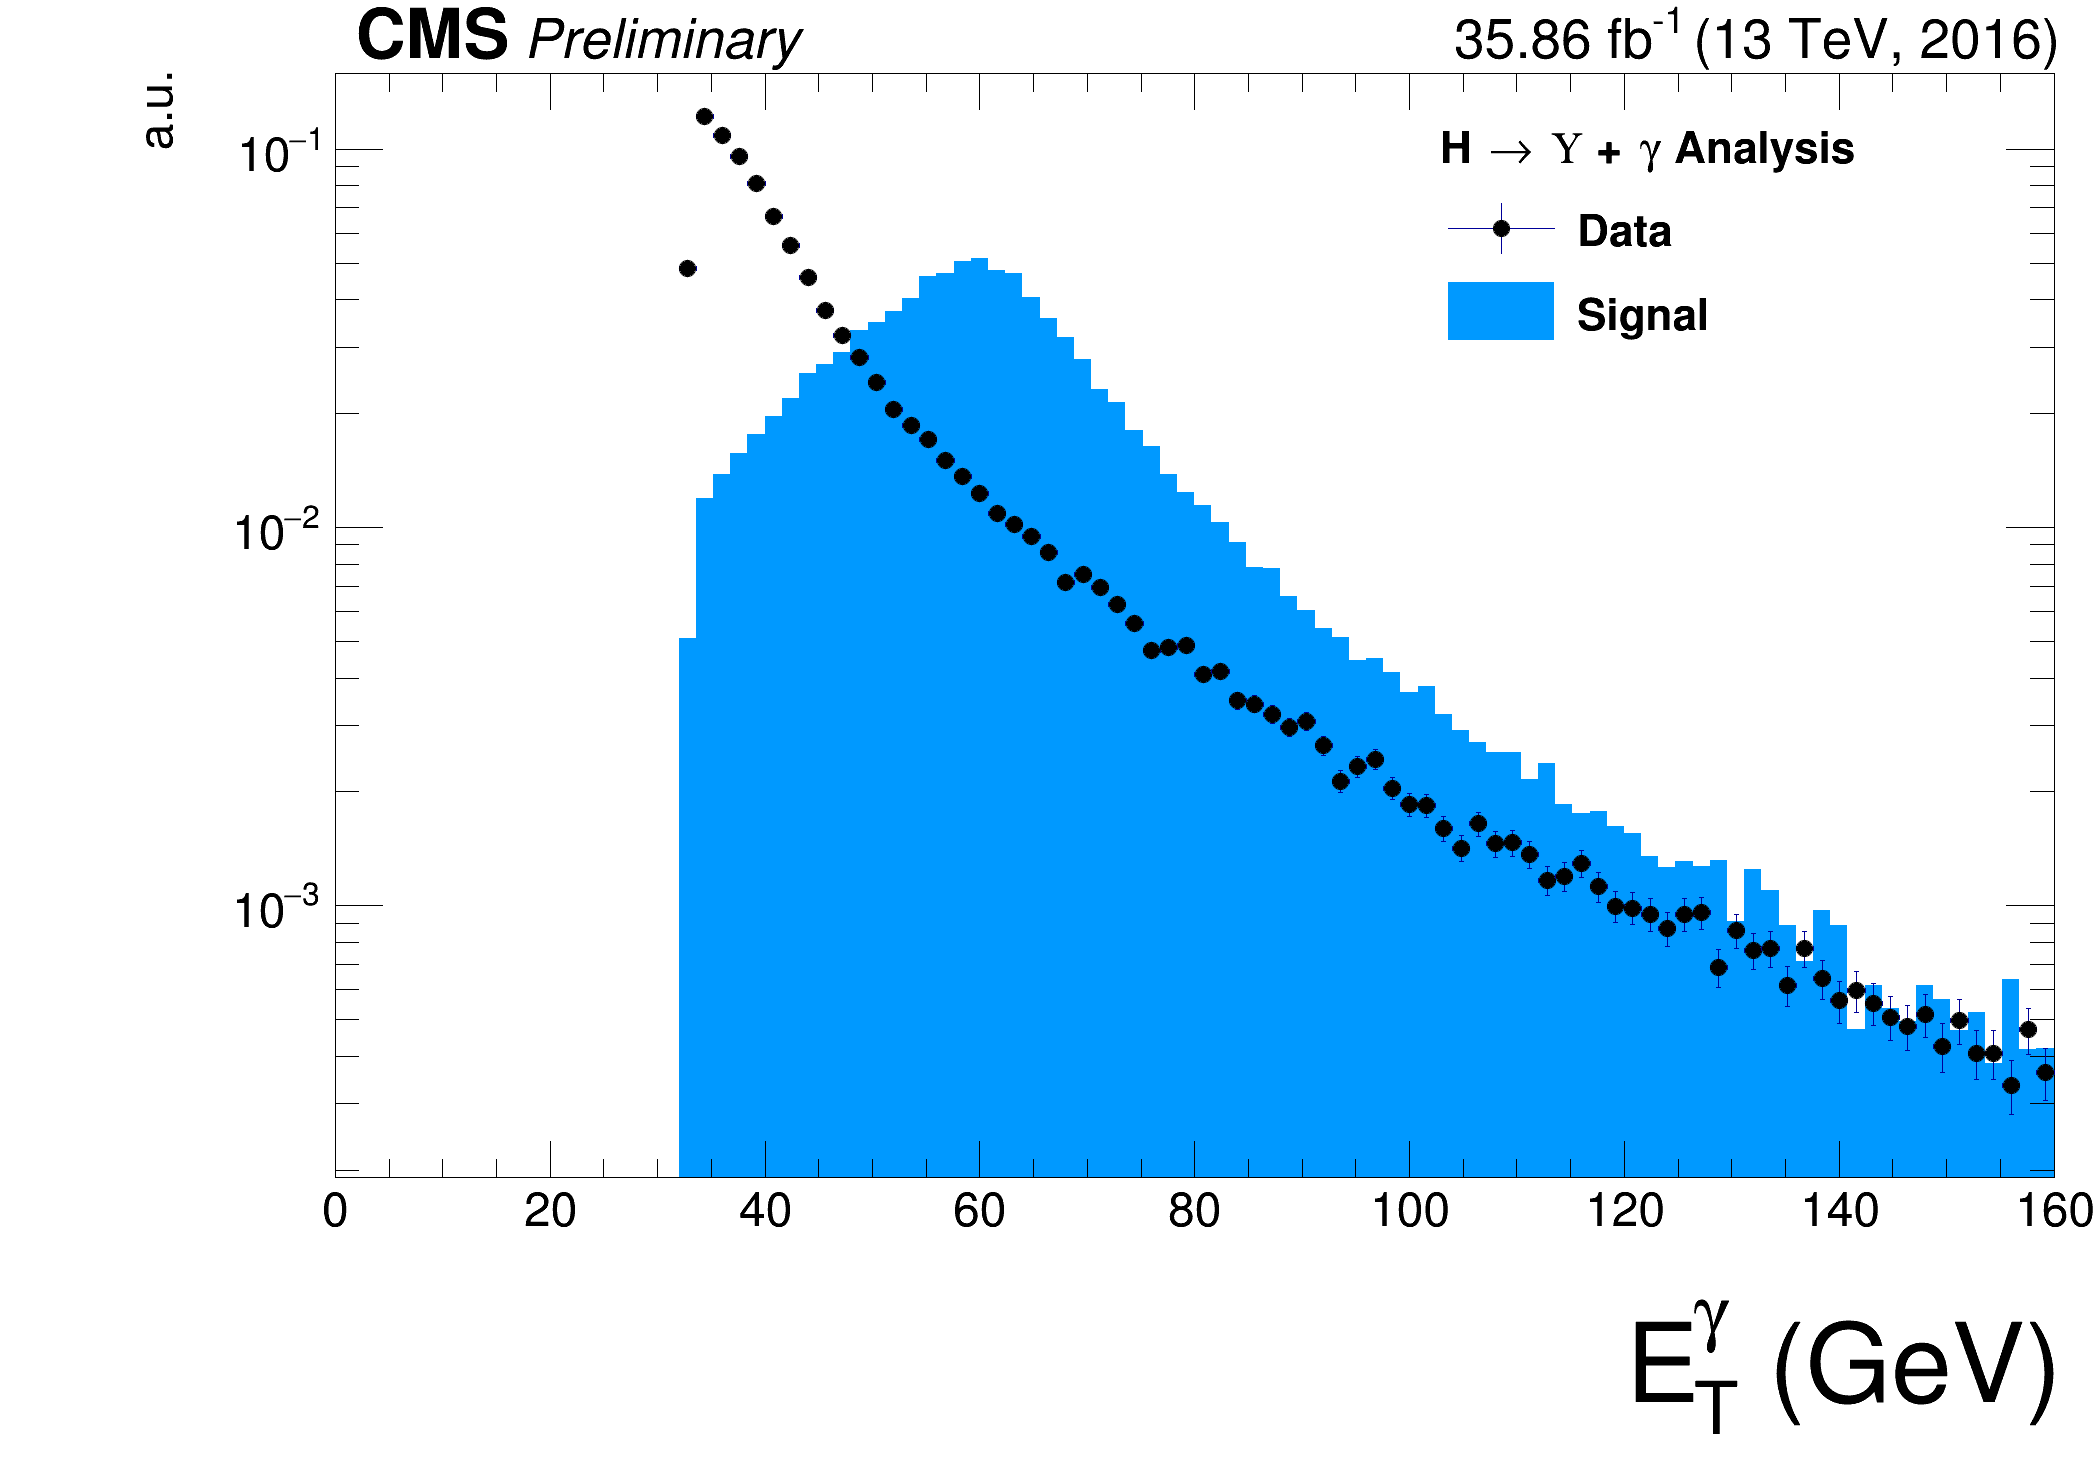 CMS Preliminary 35.86 fb⁻¹ (13 TeV, 2016)
a.u.
10⁻¹
10⁻²
10⁻³
H → Υ + γ Analysis
Data
Signal
0 20 40 60 80 100 120 140 160
E_T^γ (GeV)